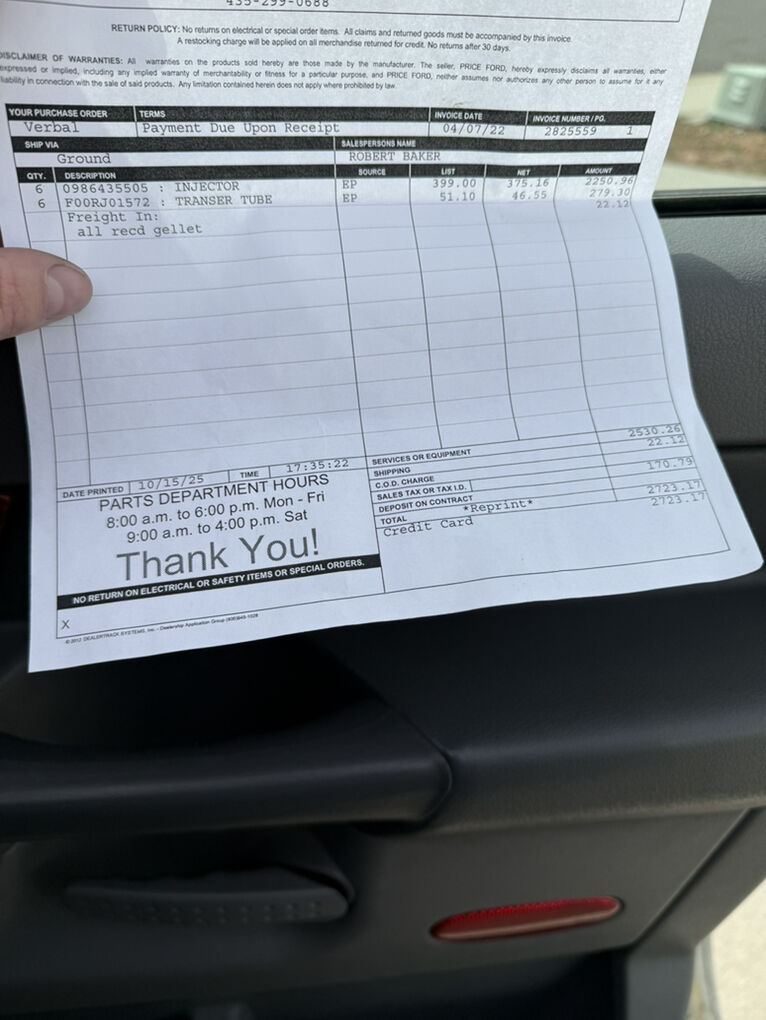 435-299-0688
RETURN POLICY: No returns on electrical or special order items. All claims and returned goods must be accompanied by this invoice.
A restocking charge will be applied on all merchandise returned for credit. No returns after 30 days.
DISCLAIMER OF WARRANTIES: All warranties on the products sold hereby are those made by the manufacturer. The seller, PRICE FORD, hereby expressly disclaims all warranties, either
expressed or implied, including any implied warranty of merchantability or fitness for a particular purpose, and PRICE FORD, neither assumes nor authorizes any other person to assume for it any
liability in connection with the sale of said products. Any limitation contained herein does not apply where prohibited by law.
YOUR PURCHASE ORDER TERMS INVOICE DATE INVOICE NUMBER / PG.
Verbal Payment Due Upon Receipt 04/07/22 2825559 1
SHIP VIA SALESPERSONS NAME
Ground ROBERT BAKER
QTY. DESCRIPTION SOURCE LIST NET AMOUNT
6 0986435505 : INJECTOR EP 399.00 375.16 2250.96
6 F00RJ01572 : TRANSER TUBE EP 51.10 46.55 279.30
Freight In: 22.12
all recd gellet
DATE PRINTED 10/15/25 TIME 17:35:22
PARTS DEPARTMENT HOURS
8:00 a.m. to 6:00 p.m. Mon - Fri
9:00 a.m. to 4:00 p.m. Sat
Thank You!
NO RETURN ON ELECTRICAL OR SAFETY ITEMS OR SPECIAL ORDERS.
X
©2012 DEALERTRACK SYSTEMS, Inc. - Dealership Application Group
SERVICES OR EQUIPMENT 2530.26
SHIPPING 22.12
C.O.D. CHARGE
SALES TAX OR TAX I.D. 170.79
DEPOSIT ON CONTRACT
TOTAL *Reprint* 2723.17
Credit Card 2723.17